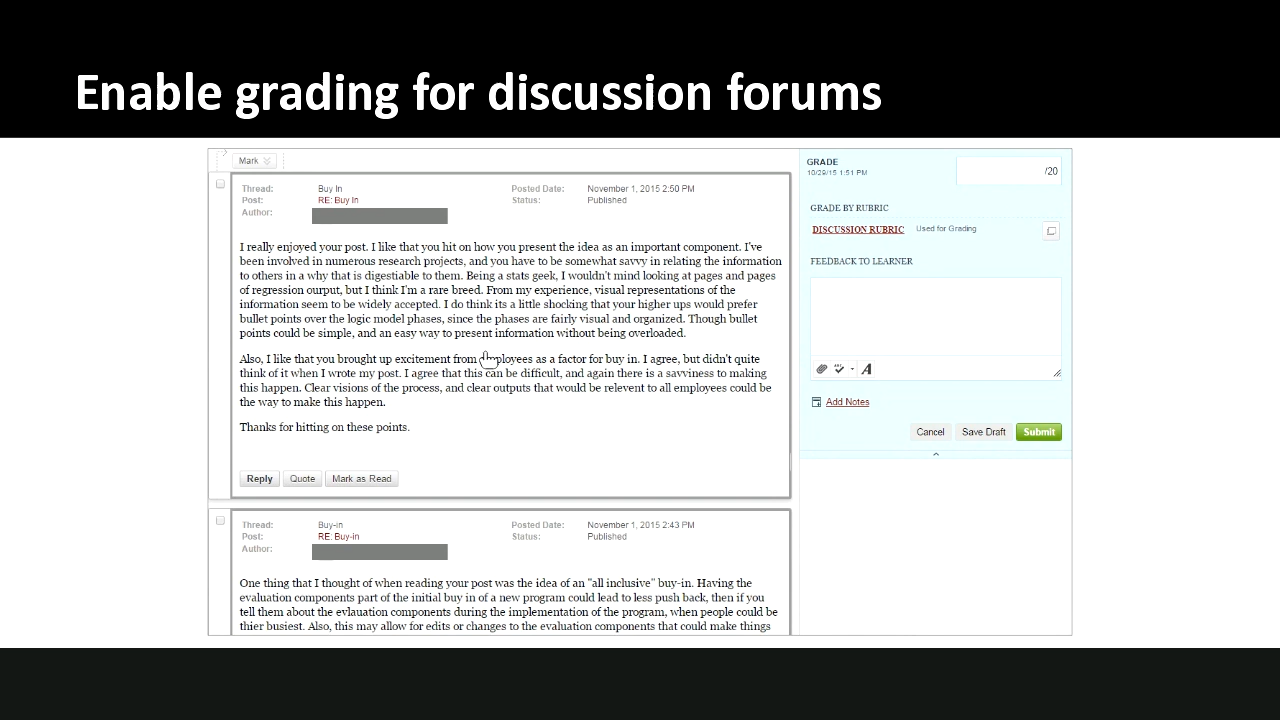 Enable grading for discussion forums
Mark
Thread: Buy In Posted Date: November 1, 2015 2:50 PM
Post: RE: Buy In Status: Published
Author:
I really enjoyed your post. I like that you hit on how you present the idea as an important component. I've
been involved in numerous research projects, and you have to be somewhat savvy in relating the information
to others in a why that is digestiable to them. Being a stats geek, I wouldn't mind looking at pages and pages
of regression ourput, but I think I'm a rare breed. From my experience, visual representations of the
information seem to be widely accepted. I do think its a little shocking that your higher ups would prefer
bullet points over the logic model phases, since the phases are fairly visual and organized. Though bullet
points could be simple, and an easy way to present information without being overloaded.
Also, I like that you brought up excitement from employees as a factor for buy in. I agree, but didn't quite
think of it when I wrote my post. I agree that this can be difficult, and again there is a savviness to making
this happen. Clear visions of the process, and clear outputs that would be relevent to all employees could be
the way to make this happen.
Thanks for hitting on these points.
Reply Quote Mark as Read
Thread: Buy-in Posted Date: November 1, 2015 2:43 PM
Post: RE: Buy-in Status: Published
Author:
One thing that I thought of when reading your post was the idea of an "all inclusive" buy-in. Having the
evaluation components part of the initial buy in of a new program could lead to less push back, then if you
tell them about the evlauation components during the implementation of the program, when people could be
thier busiest. Also, this may allow for edits or changes to the evaluation components that could make things
GRADE
10/29/15 1:51 PM
/20
GRADE BY RUBRIC
DISCUSSION RUBRIC Used for Grading
FEEDBACK TO LEARNER
Add Notes
Cancel Save Draft Submit